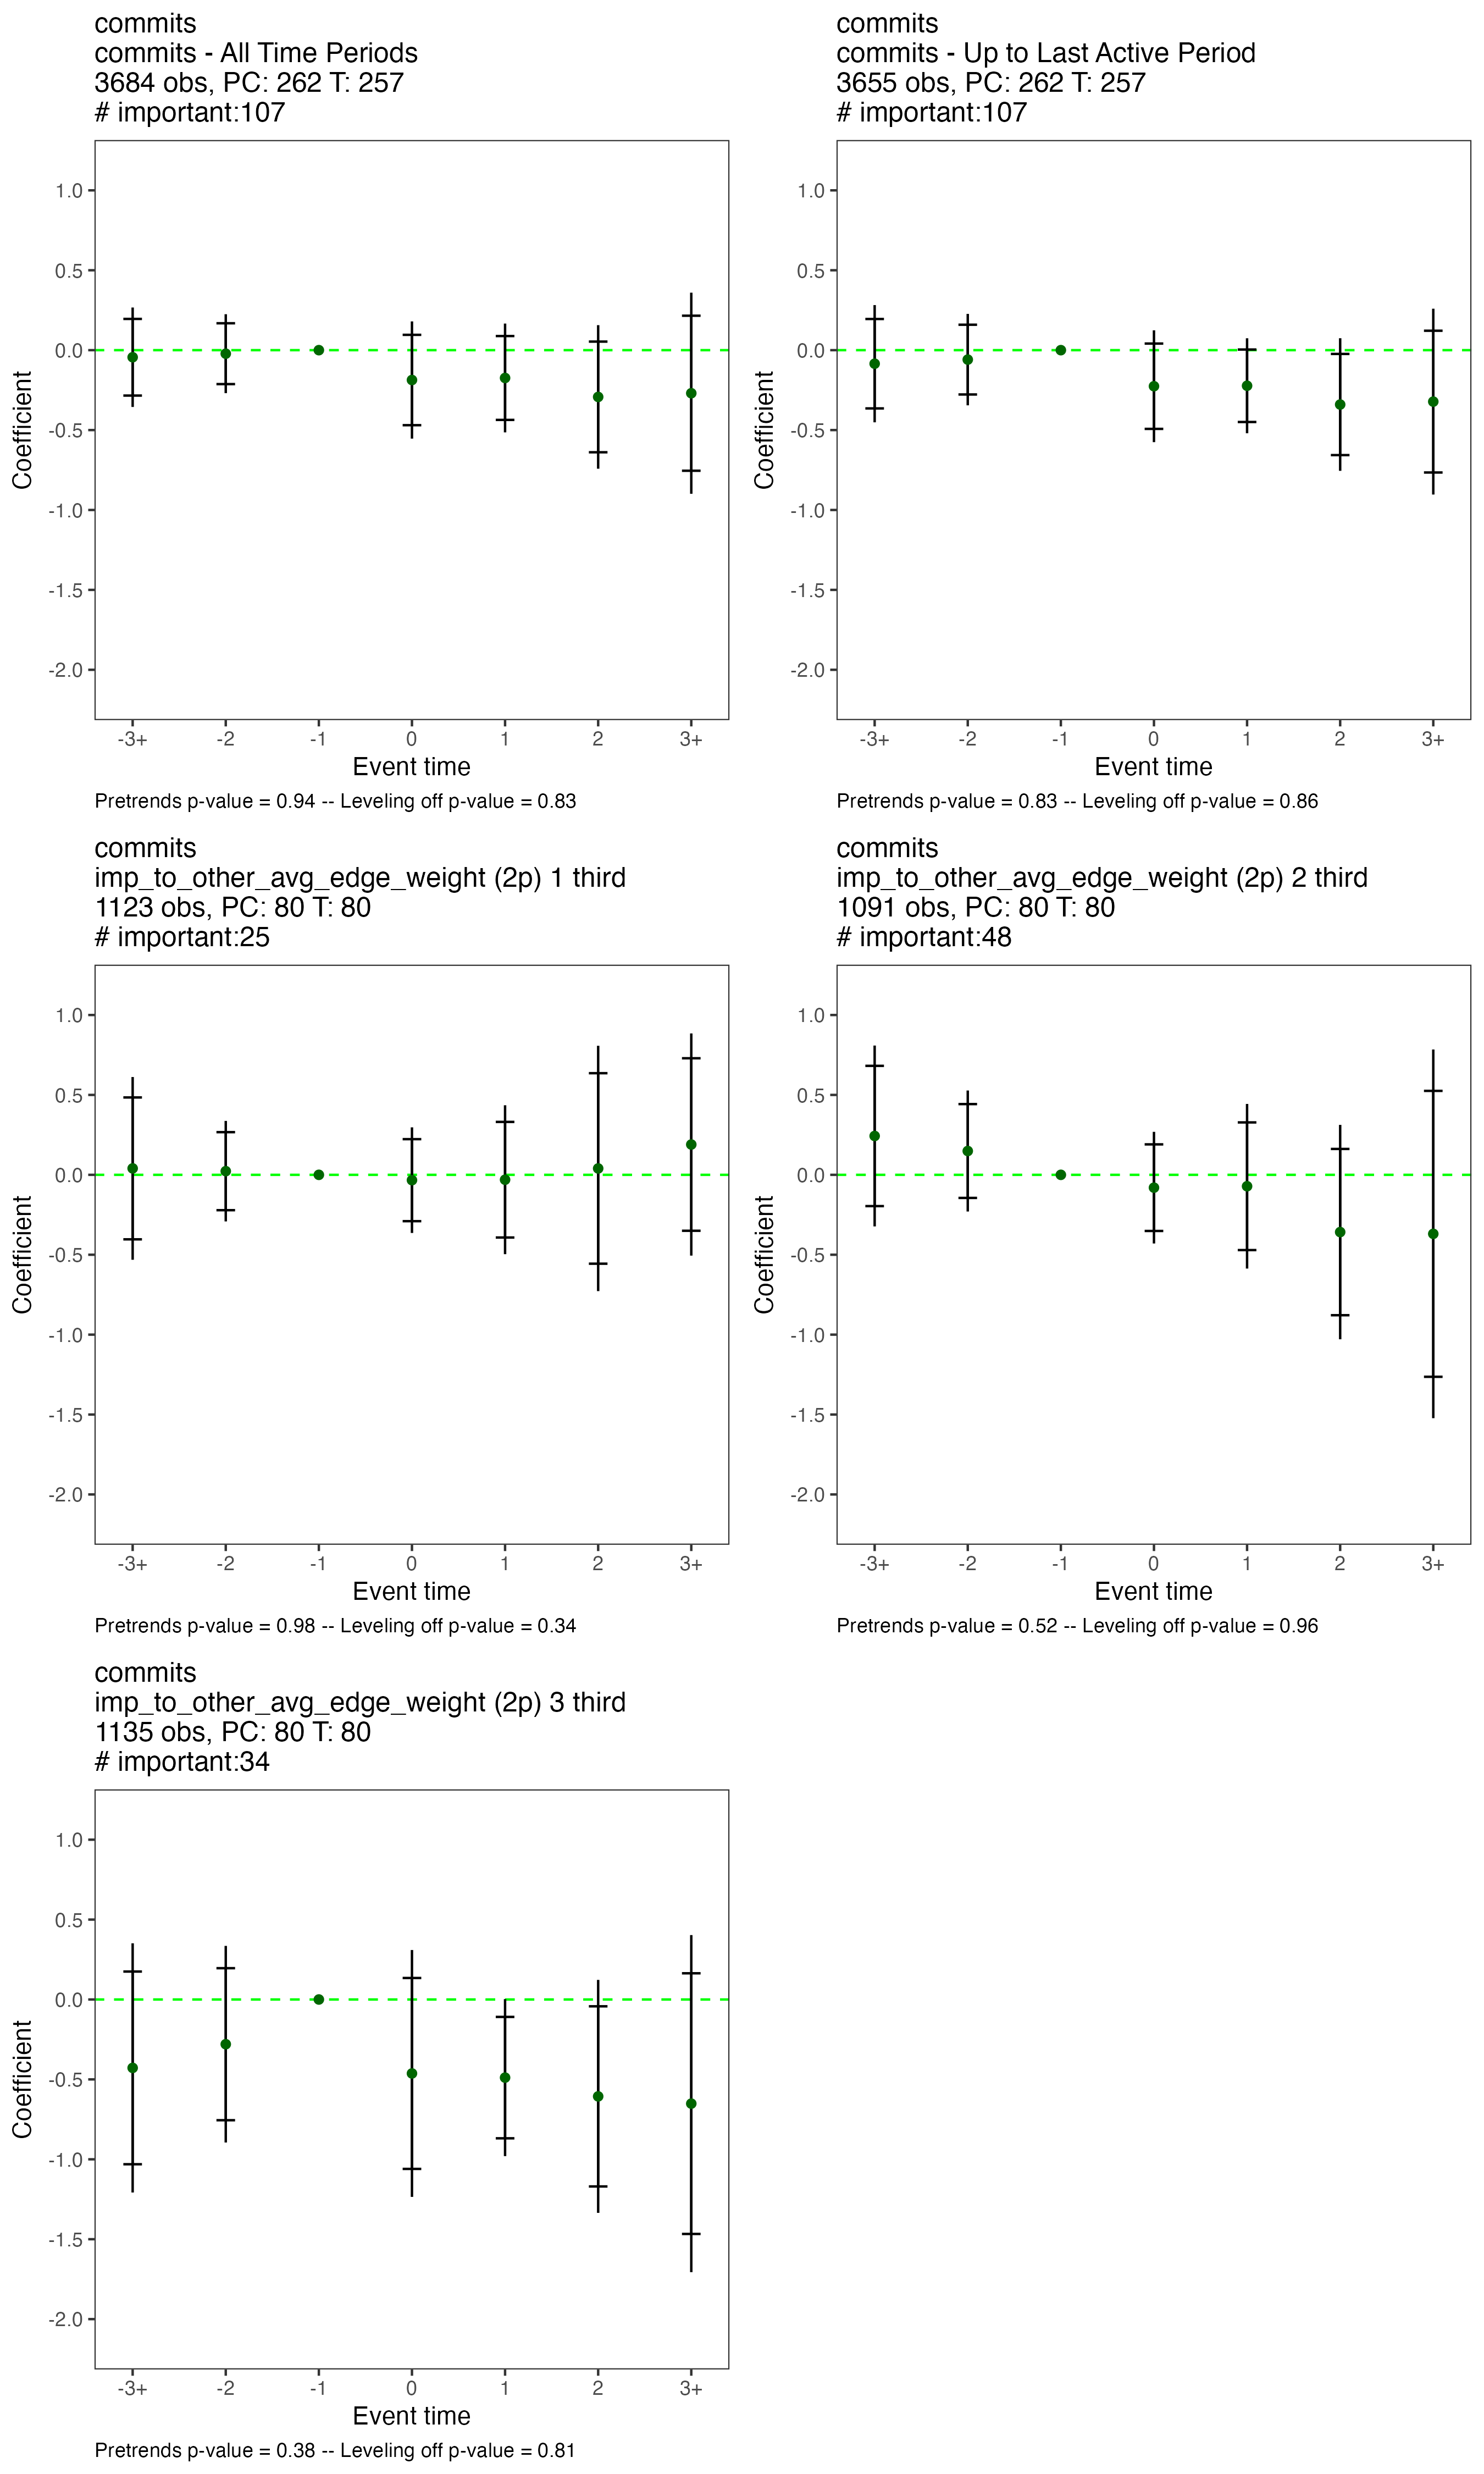 commits
commits - All Time Periods
3684 obs, PC: 262 T: 257
# important:107
1.0
0.5
0.0
-0.5
-1.0
-1.5
-2.0
Coefficient
-3+ -2 -1 0 1 2 3+
Event time
Pretrends p-value = 0.94 -- Leveling off p-value = 0.83
commits
commits - Up to Last Active Period
3655 obs, PC: 262 T: 257
# important:107
1.0
0.5
0.0
-0.5
-1.0
-1.5
-2.0
Coefficient
-3+ -2 -1 0 1 2 3+
Event time
Pretrends p-value = 0.83 -- Leveling off p-value = 0.86
commits
imp_to_other_avg_edge_weight (2p) 1 third
1123 obs, PC: 80 T: 80
# important:25
1.0
0.5
0.0
-0.5
-1.0
-1.5
-2.0
Coefficient
-3+ -2 -1 0 1 2 3+
Event time
Pretrends p-value = 0.98 -- Leveling off p-value = 0.34
commits
imp_to_other_avg_edge_weight (2p) 2 third
1091 obs, PC: 80 T: 80
# important:48
1.0
0.5
0.0
-0.5
-1.0
-1.5
-2.0
Coefficient
-3+ -2 -1 0 1 2 3+
Event time
Pretrends p-value = 0.52 -- Leveling off p-value = 0.96
commits
imp_to_other_avg_edge_weight (2p) 3 third
1135 obs, PC: 80 T: 80
# important:34
1.0
0.5
0.0
-0.5
-1.0
-1.5
-2.0
Coefficient
-3+ -2 -1 0 1 2 3+
Event time
Pretrends p-value = 0.38 -- Leveling off p-value = 0.81